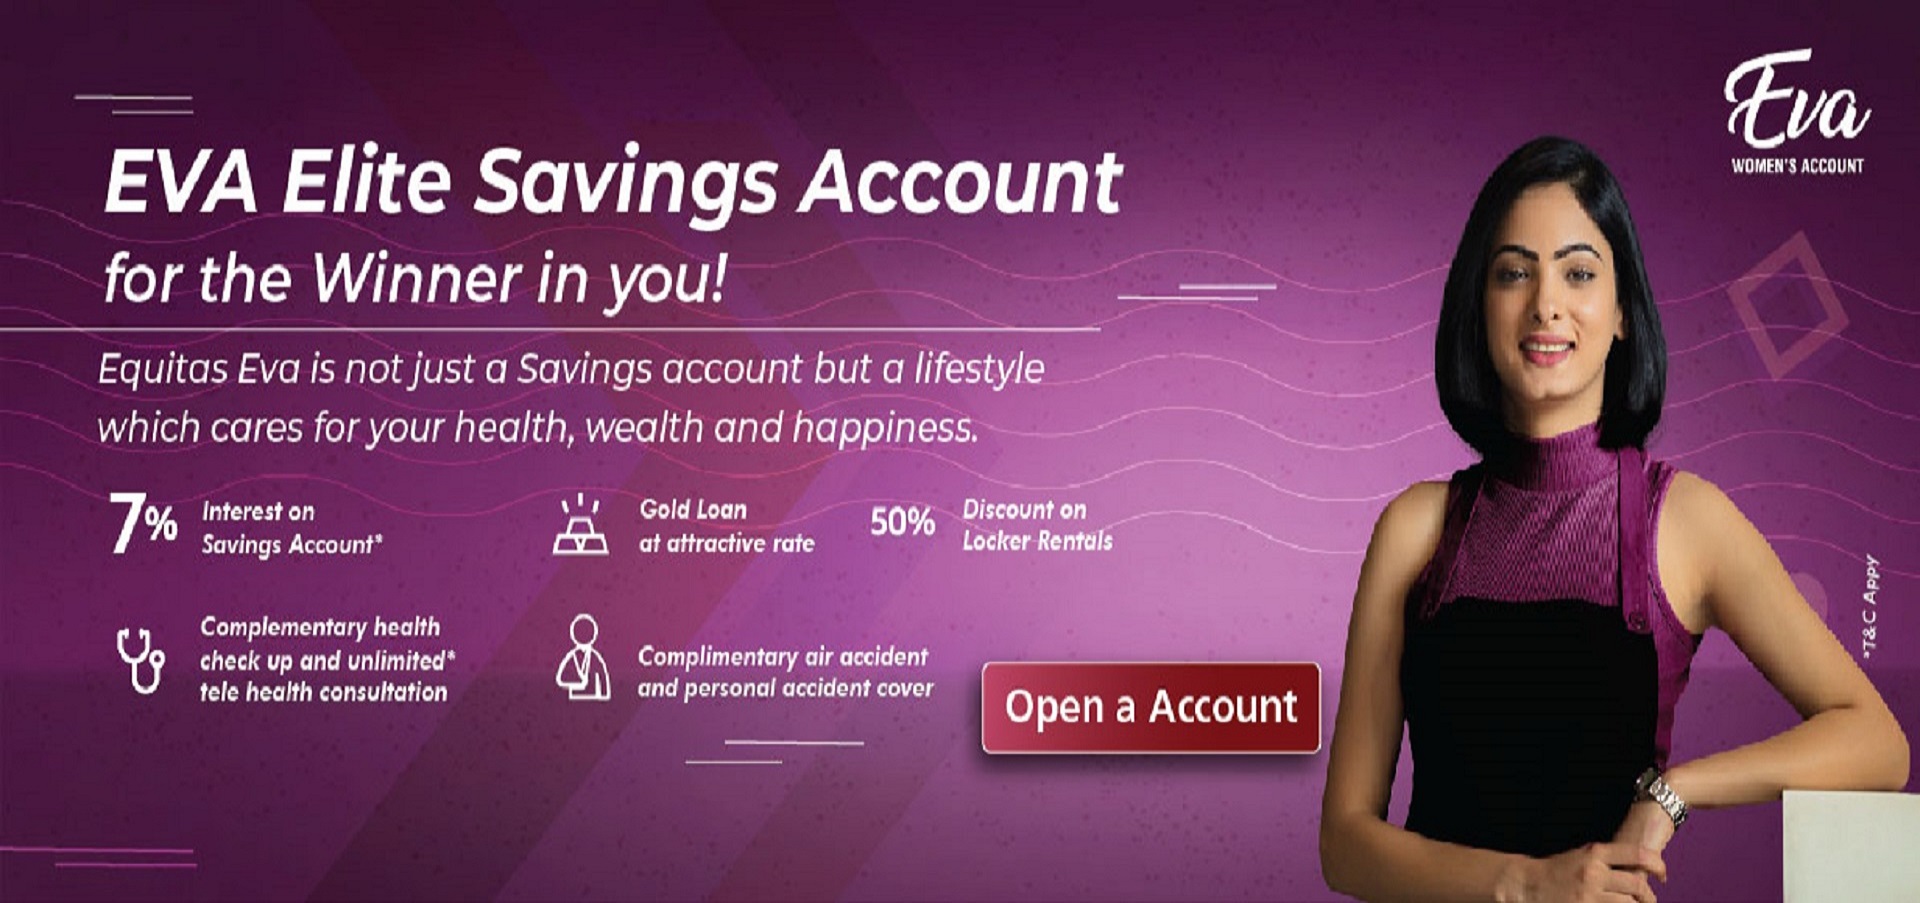 Eva
WOMEN'S ACCOUNT
EVA Elite Savings Account
for the Winner in you!
Equitas Eva is not just a Savings account but a lifestyle
which cares for your health, wealth and happiness.
7% Interest on
Savings Account*
Gold Loan
at attractive rate
50% Discount on
Locker Rentals
Complementary health
check up and unlimited*
tele health consultation
Complimentary air accident
and personal accident cover
Open a Account
*T&C Appy